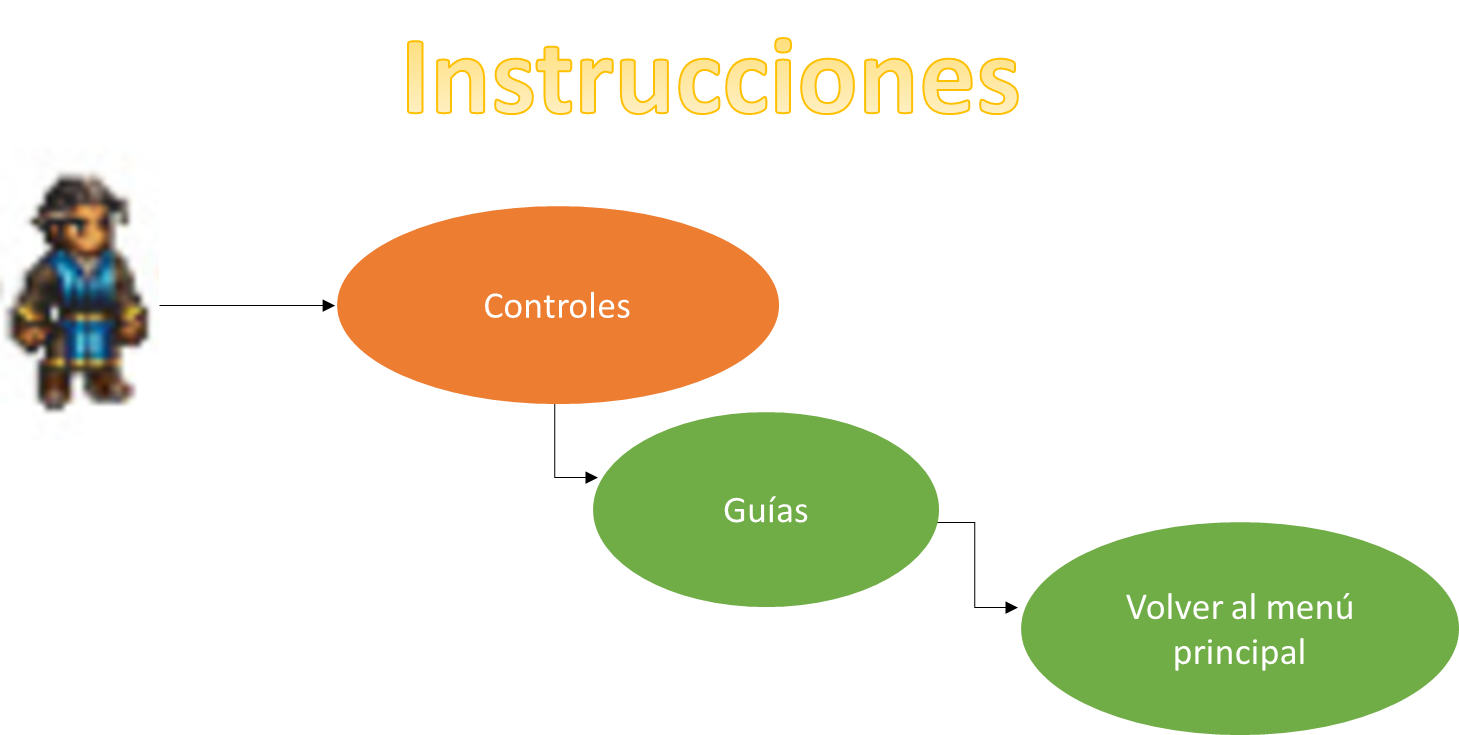 Instrucciones
Controles
Guías
Volver al menú
principal